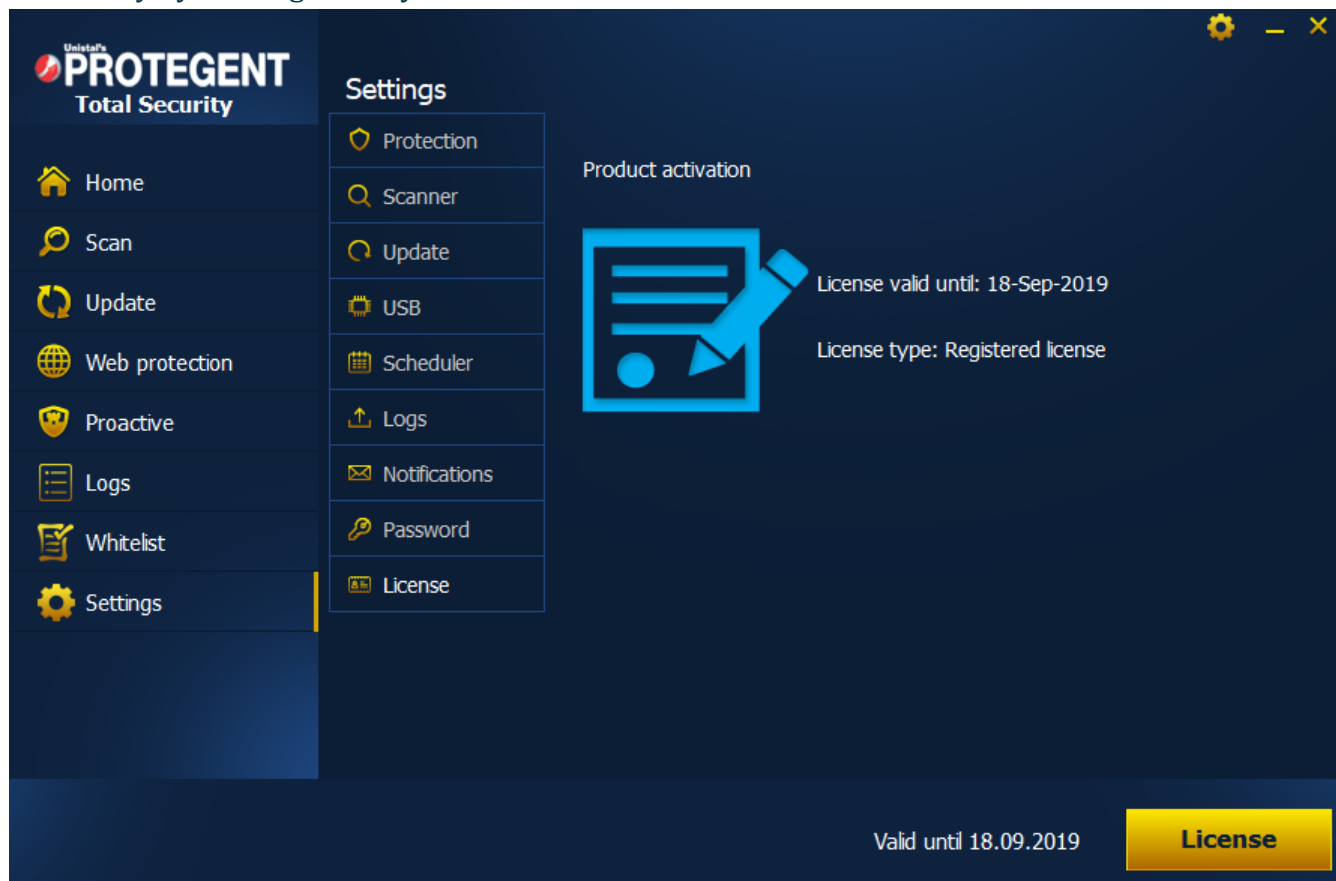 Unistal's
PROTEGENT
Total Security
Home
Scan
Update
Web protection
Proactive
Logs
Whitelist
Settings
Settings
Protection
Scanner
Update
USB
Scheduler
Logs
Notifications
Password
License
Product activation
License valid until: 18-Sep-2019
License type: Registered license
Valid until 18.09.2019
License